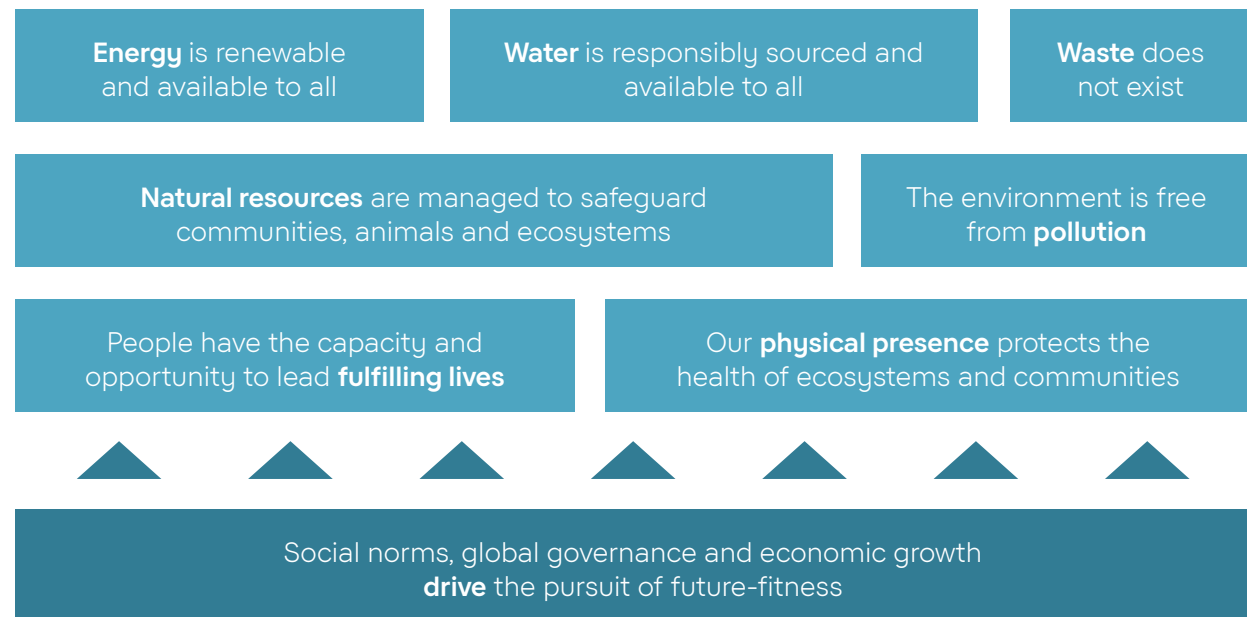 Energy is renewable
and available to all
Water is responsibly sourced and
available to all
Waste does
not exist
Natural resources are managed to safeguard
communities, animals and ecosystems
The environment is free
from pollution
People have the capacity and
opportunity to lead fulfilling lives
Our physical presence protects the
health of ecosystems and communities
Social norms, global governance and economic growth
drive the pursuit of future-fitness